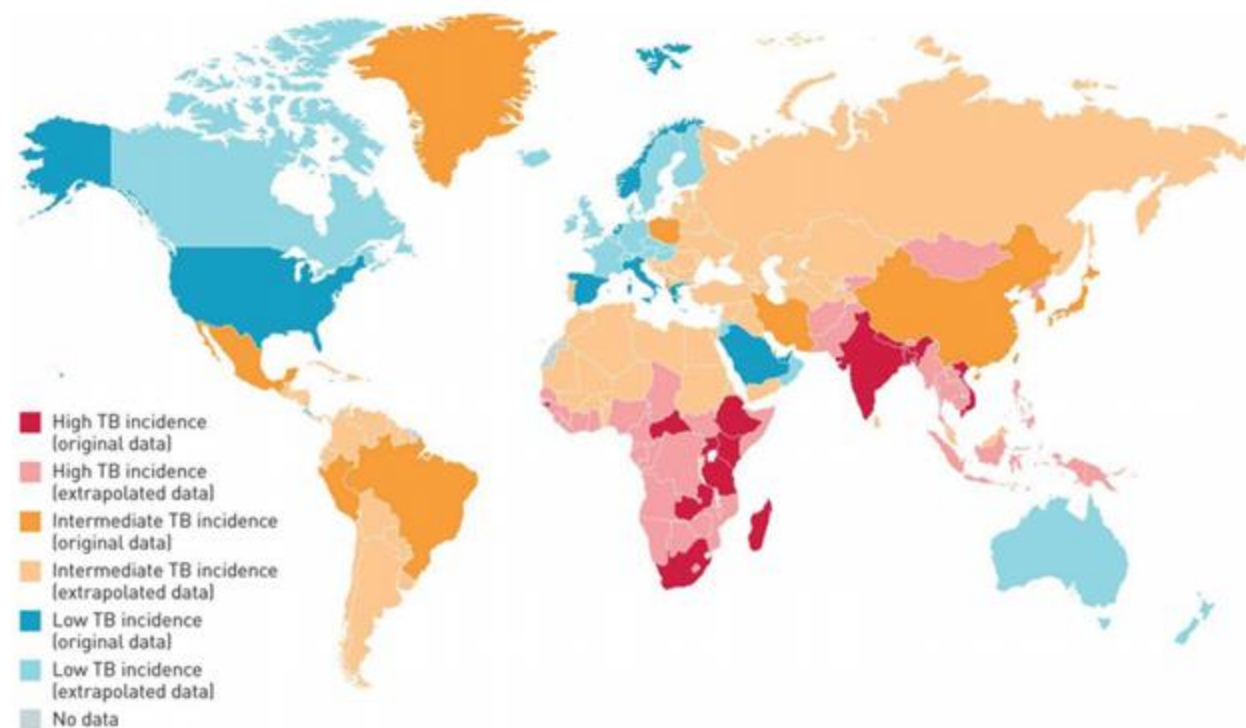 High TB incidence
(original data)
High TB incidence
(extrapolated data)
Intermediate TB incidence
(original data)
Intermediate TB incidence
(extrapolated data)
Low TB incidence
(original data)
Low TB incidence
(extrapolated data)
No data